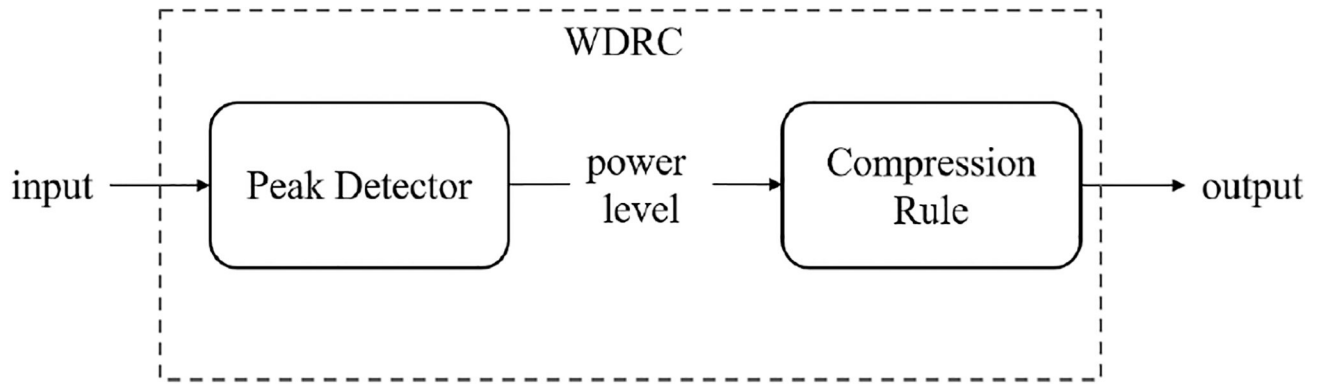 WDRC
input
Peak Detector
power
level
Compression
Rule
output